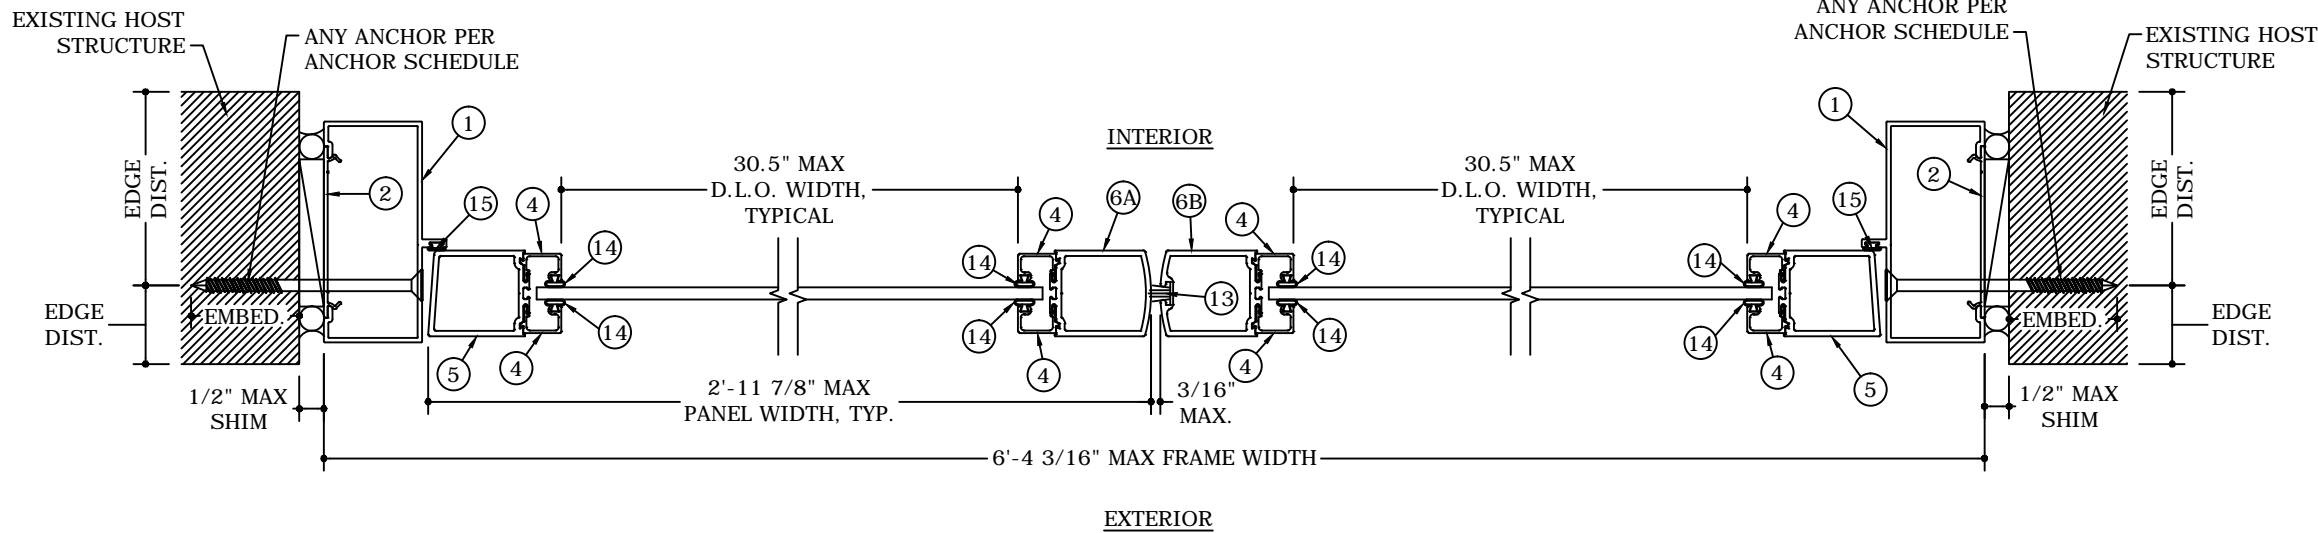 EXISTING HOST
STRUCTURE
ANY ANCHOR PER
ANCHOR SCHEDULE
ANY ANCHOR PER
ANCHOR SCHEDULE
EXISTING HOST
STRUCTURE
1
1
INTERIOR
EDGE
DIST.
30.5" MAX
D.L.O. WIDTH,
TYPICAL
30.5" MAX
D.L.O. WIDTH,
TYPICAL
EDGE
DIST.
2
15
4
4
6A
6B
4
15
4
2
14
14
14
14
13
EMBED.
EMBED.
EDGE
DIST.
14
14
14
14
EDGE
DIST.
5
4
4
4
4
5
1/2" MAX
SHIM
2'-11 7/8" MAX
PANEL WIDTH, TYP.
3/16"
MAX.
1/2" MAX
SHIM
6'-4 3/16" MAX FRAME WIDTH
EXTERIOR